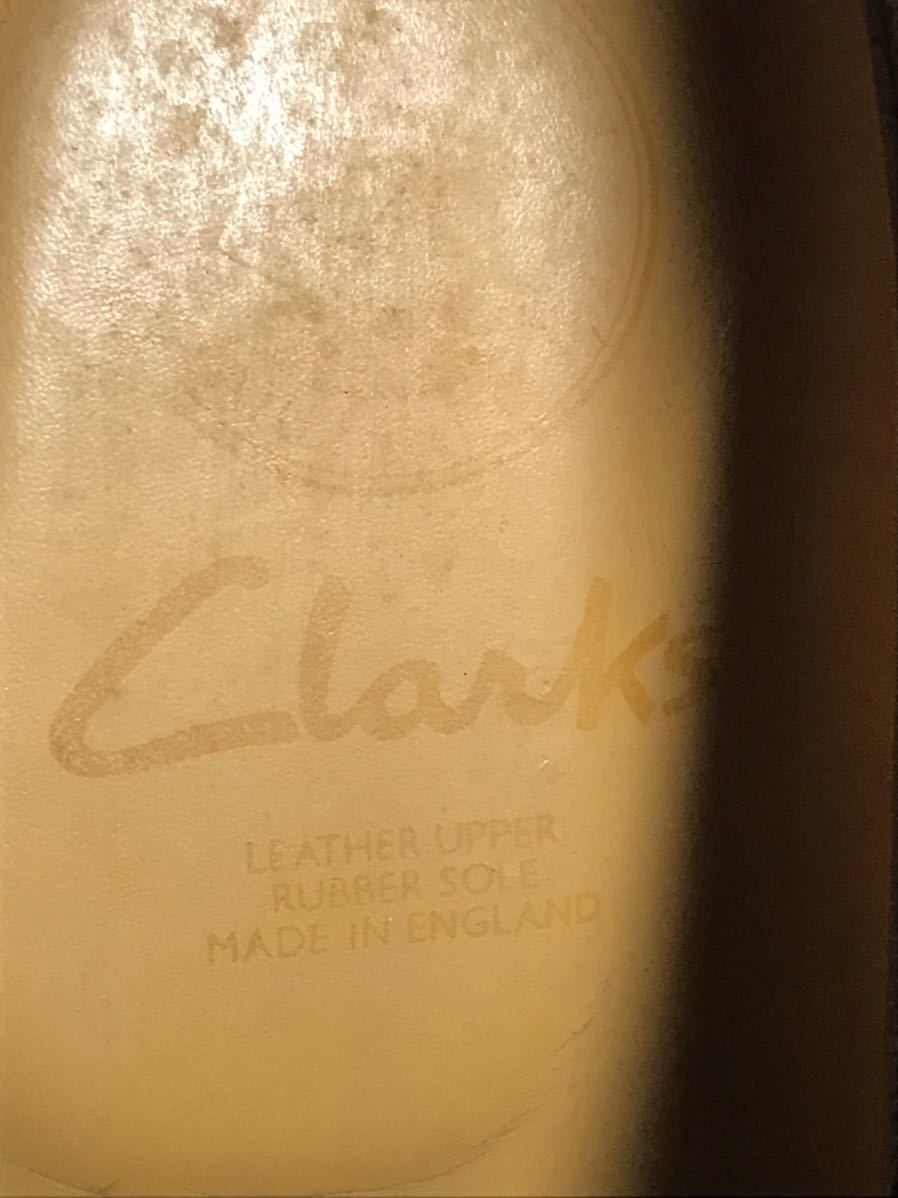 Clarks
LEATHER UPPER
RUBBER SOLE
MADE IN ENGLAND